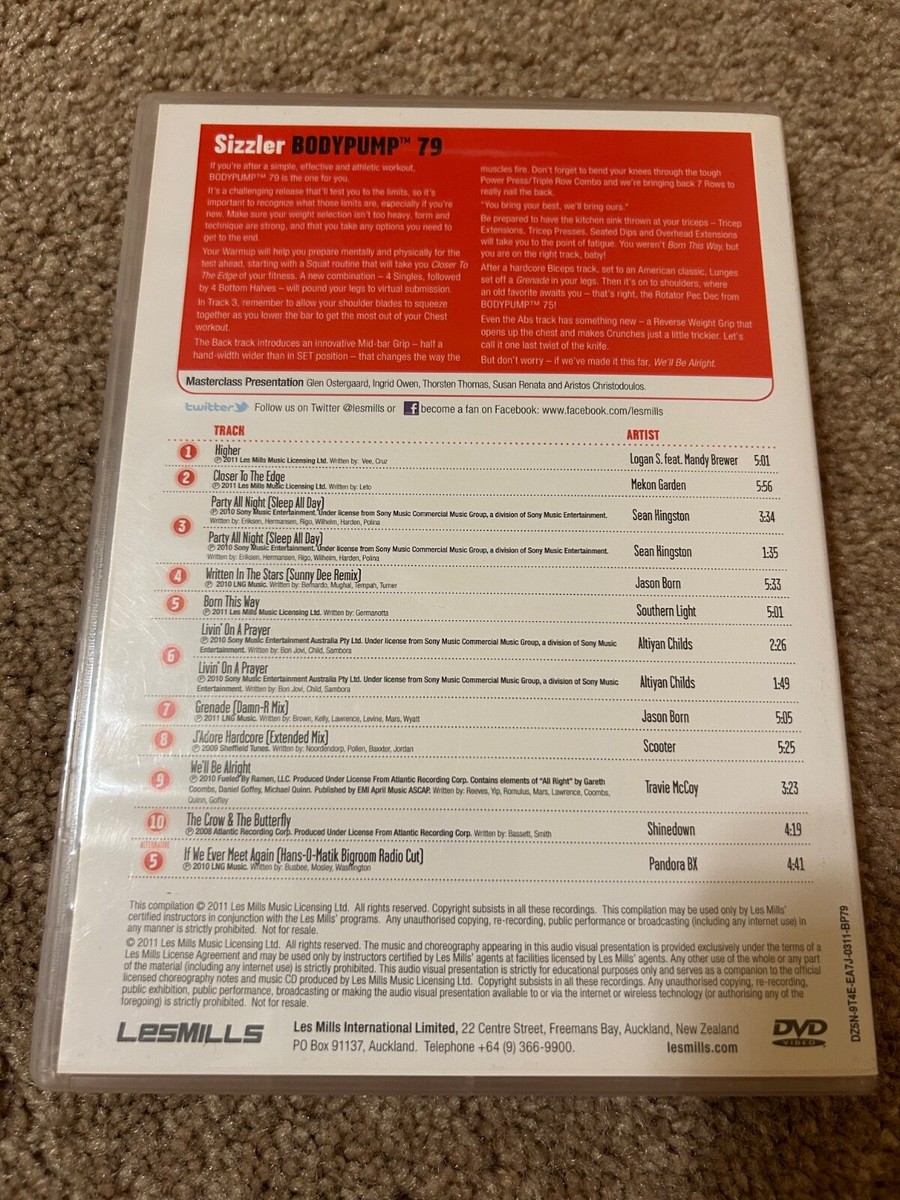 Sizzler BODYPUMP™ 79
If you're after a simple, effective and athletic workout,
BODYPUMP™ 79 is the one for you.
It's a challenging release that'll test you to the limits, so it's
important to recognize what those limits are, especially if you're
new. Make sure your weight selection isn't too heavy, form and
technique are strong, and that you take any options you need to
get to the end.
Your Warmup will help you prepare mentally and physically for the
test ahead, starting with a Squat routine that will take you Closer To
The Edge of your fitness. A new combination – 4 Singles, followed
by 4 Bottom Halves – will pound your legs to virtual submission.
In Track 3, remember to allow your shoulder blades to squeeze
together as you lower the bar to get the most out of your Chest
workout.
The Back track introduces an innovative Mid-bar Grip – half a
hand-width wider than in SET position – that changes the way the
muscles fire. Don't forget to bend your knees through the tough
Power Press/Triple Row Combo and we're bringing back 7 Rows to
really nail the back.
"You bring your best, we'll bring ours."
Be prepared to have the kitchen sink thrown at your triceps – Tricep
Extensions, Tricep Presses, Seated Dips and Overhead Extensions
will take you to the point of fatigue. You weren't Born This Way, but
you are on the right track, baby!
After a hardcore Biceps track, set to an American classic, Lunges
set off a Grenade in your legs. Then it's on to shoulders, where
an old favorite awaits you – that's right, the Rotator Pec Dec from
BODYPUMP™ 75!
Even the Abs track has something new – a Reverse Weight Grip that
opens up the chest and makes Crunches just a little trickier. Let's
call it one last twist of the knife.
But don't worry – if we've made it this far, We'll Be Alright.
Masterclass Presentation Glen Ostergaard, Ingrid Owen, Thorsten Thomas, Susan Renata and Aristos Christodoulos.
twitter Follow us on Twitter @lesmills or f become a fan on Facebook: www.facebook.com/lesmills
TRACK ARTIST
1 Higher Logan S. feat. Mandy Brewer 5:01
℗ 2011 Les Mills Music Licensing Ltd. Written by: Vee, Cruz
2 Closer To The Edge Mekon Garden 5:56
℗ 2011 Les Mills Music Licensing Ltd. Written by: Leto
3 Party All Night (Sleep All Day) Sean Kingston 3:34
℗ 2010 Sony Music Entertainment. Under license from Sony Music Commercial Music Group, a division of Sony Music Entertainment.
Written by: Eriksen, Hermansen, Rigo, Wilhelm, Harden, Polina
Party All Night (Sleep All Day) Sean Kingston 1:35
℗ 2010 Sony Music Entertainment. Under license from Sony Music Commercial Music Group, a division of Sony Music Entertainment.
Written by: Eriksen, Hermansen, Rigo, Wilhelm, Harden, Polina
4 Written In The Stars (Sunny Dee Remix) Jason Born 5:33
℗ 2010 LNG Music. Written by: Bernardo, Mughal, Tempah, Turner
5 Born This Way Southern Light 5:01
℗ 2011 Les Mills Music Licensing Ltd. Written by: Germanotta
6 Livin' On A Prayer Altiyan Childs 2:26
℗ 2010 Sony Music Entertainment Australia Pty Ltd. Under license from Sony Music Commercial Music Group, a division of Sony Music
Entertainment. Written by: Bon Jovi, Child, Sambora
Livin' On A Prayer Altiyan Childs 1:49
℗ 2010 Sony Music Entertainment Australia Pty Ltd. Under license from Sony Music Commercial Music Group, a division of Sony Music
Entertainment. Written by: Bon Jovi, Child, Sambora
7 Grenade (Damn-R Mix) Jason Born 5:05
℗ 2011 LNG Music. Written by: Brown, Kelly, Lawrence, Levine, Mars, Wyatt
8 J'Adore Hardcore (Extended Mix) Scooter 5:25
℗ 2009 Sheffield Tunes. Written by: Noordendorp, Pollen, Baxxter, Jordan
9 We'll Be Alright Travie McCoy 3:23
℗ 2010 Fueled By Ramen, LLC. Produced Under License From Atlantic Recording Corp. Contains elements of "All Right" by Gareth
Coombs, Daniel Goffey, Michael Quinn. Published by EMI April Music ASCAP. Written by: Reeves, Yip, Romulus, Mars, Lawrence, Coombs,
Quinn, Goffey
10 The Crow & The Butterfly Shinedown 4:19
℗ 2008 Atlantic Recording Corp. Produced Under License From Atlantic Recording Corp. Written by: Bassett, Smith
ALTERNATIVE
5 If We Ever Meet Again (Hans-O-Matik Bigroom Radio Cut) Pandora BX 4:41
℗ 2010 LNG Music. Written by: Busbee, Mosley, Washington
This compilation © 2011 Les Mills Music Licensing Ltd. All rights reserved. Copyright subsists in all these recordings. This compilation may be used only by Les Mills'
certified instructors in conjunction with the Les Mills' programs. Any unauthorised copying, re-recording, public performance or broadcasting (including any internet use) in
any manner is strictly prohibited. Not for resale.
© 2011 Les Mills Music Licensing Ltd. All rights reserved. The music and choreography appearing in this audio visual presentation is provided exclusively under the terms of a
Les Mills License Agreement and may be used only by instructors certified by Les Mills' agents at facilities licensed by Les Mills' agents. Any other use of the whole or any part
of the material (including any internet use) is strictly prohibited. This audio visual presentation is strictly for educational purposes only and serves as a companion to the official
licensed choreography notes and music CD produced by Les Mills Music Licensing Ltd. Copyright subsists in all these recordings. Any unauthorised copying, re-recording,
public exhibition, public performance, broadcasting or making the audio visual presentation available to or via the internet or wireless technology (or authorising any of the
foregoing) is strictly prohibited. Not for resale.
LESMILLS Les Mills International Limited, 22 Centre Street, Freemans Bay, Auckland, New Zealand
PO Box 91137, Auckland. Telephone +64 (9) 366-9900. lesmills.com
DVD VIDEO
DZ5N-9T4E-EA7J-0311-BP79